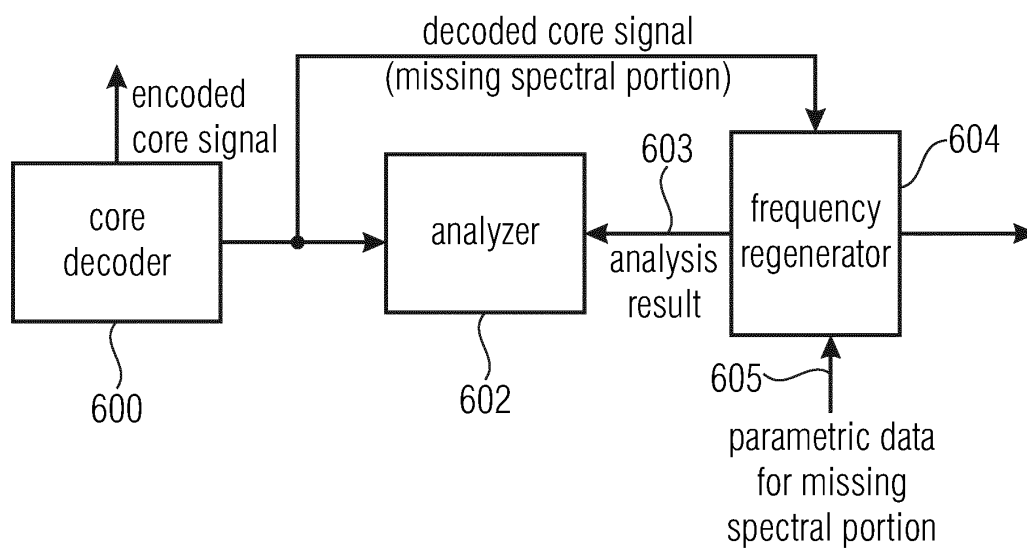 decoded core signal
(missing spectral portion)
encoded
core signal
603
604
core
decoder
analyzer
frequency
regenerator
analysis
result
600
602
605
parametric data
for missing
spectral portion